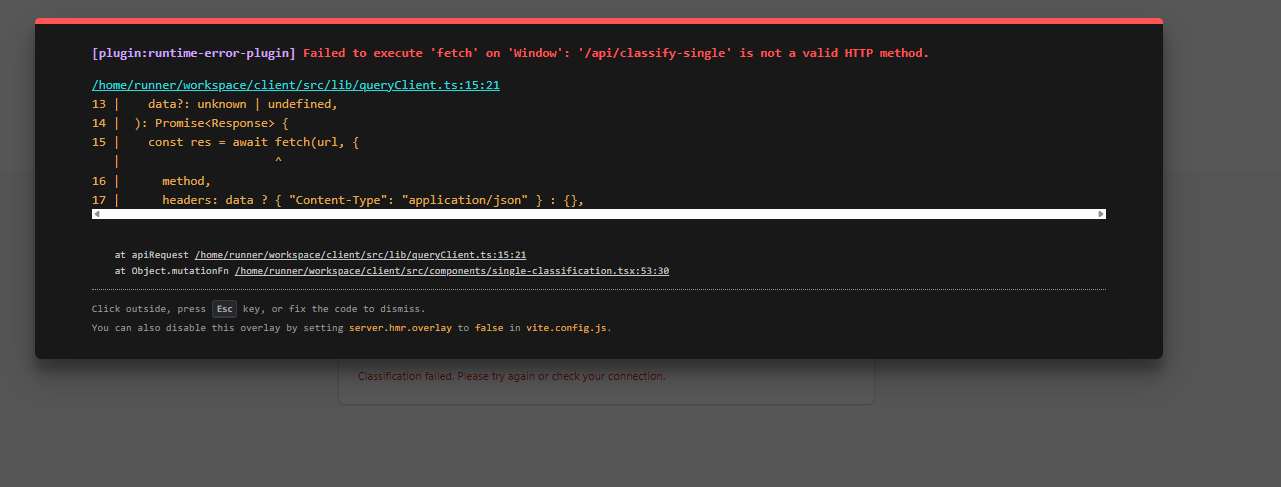 [plugin:runtime-error-plugin] Failed to execute 'fetch' on 'Window': '/api/classify-single' is not a valid HTTP method.
/home/runner/workspace/client/src/lib/queryClient.ts:15:21
13 |    data?: unknown | undefined,
14 |  ): Promise<Response> {
15 |    const res = await fetch(url, {
   |                      ^
16 |      method,
17 |      headers: data ? { "Content-Type": "application/json" } : {},
at apiRequest /home/runner/workspace/client/src/lib/queryClient.ts:15:21
at Object.mutationFn /home/runner/workspace/client/src/components/single-classification.tsx:53:30
Click outside, press Esc key, or fix the code to dismiss.
You can also disable this overlay by setting server.hmr.overlay to false in vite.config.js.
Classification failed. Please try again or check your connection.